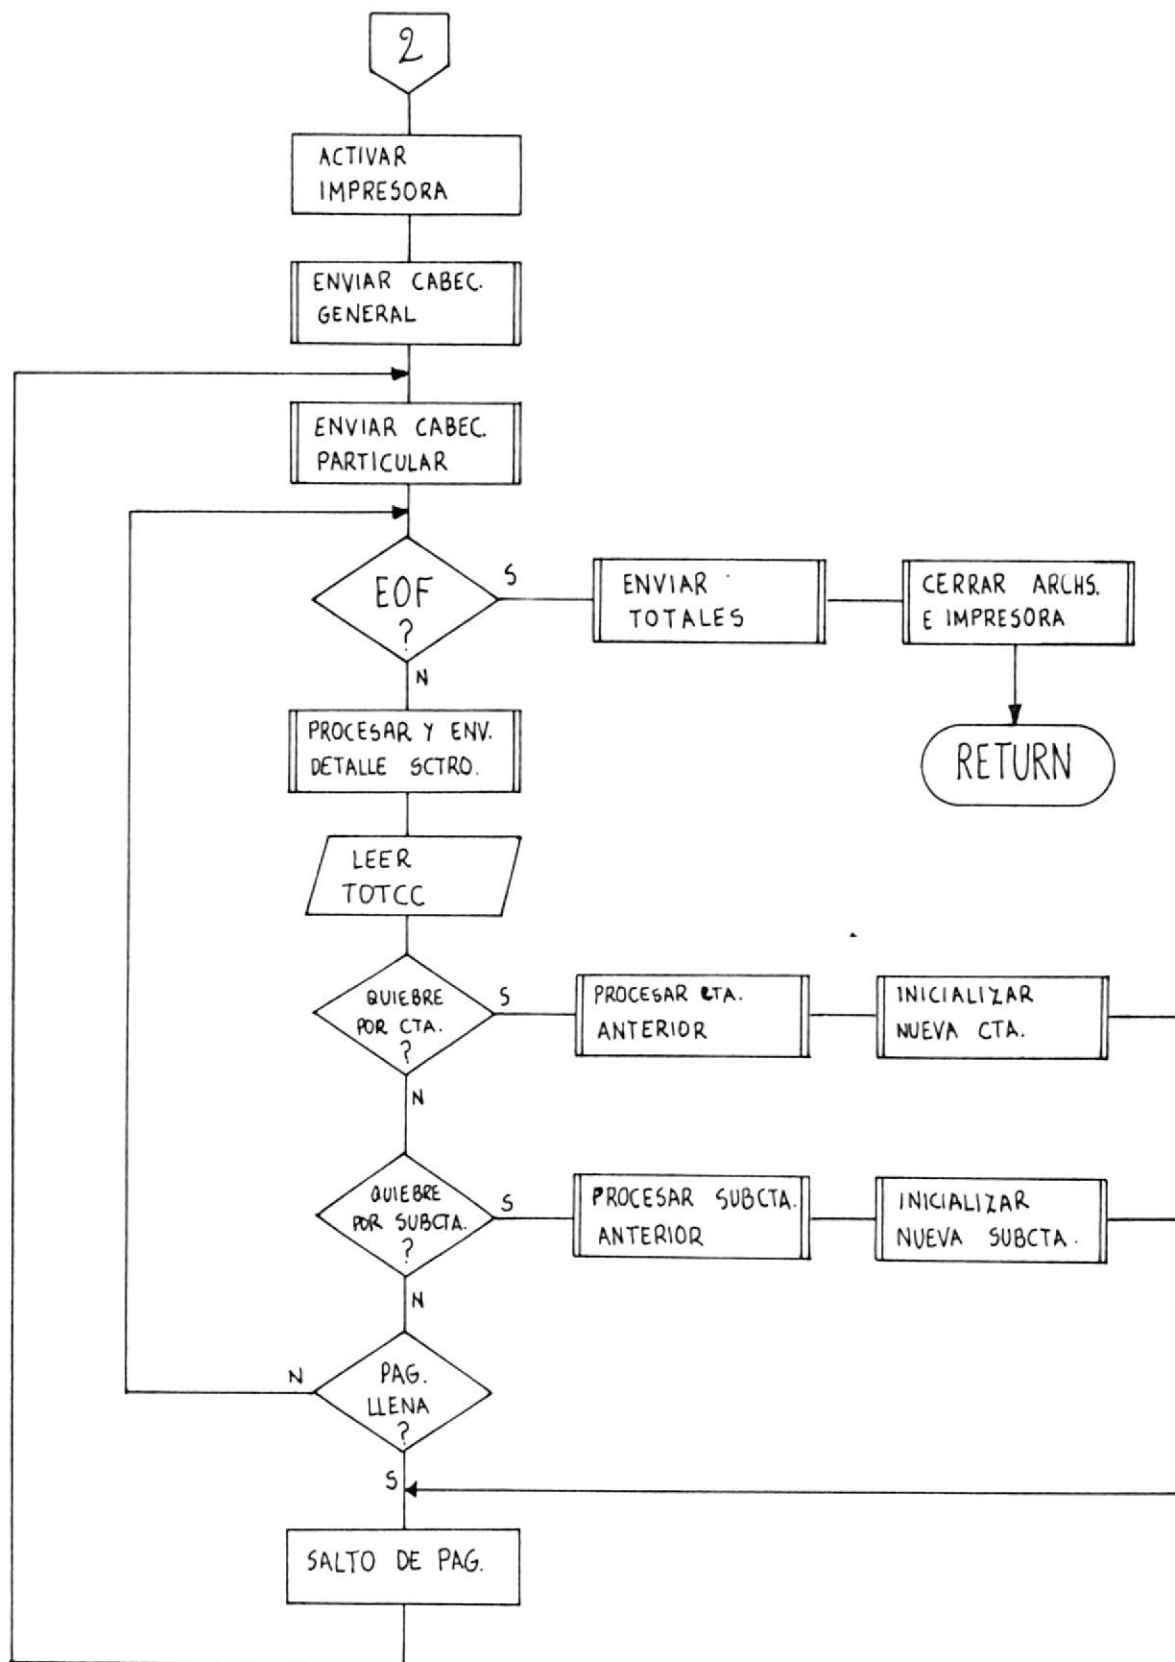 2
ACTIVAR
IMPRESORA
ENVIAR CABEC.
GENERAL
ENVIAR CABEC.
PARTICULAR
EOF
?
S
N
ENVIAR
TOTALES
CERRAR ARCHS.
E IMPRESORA
RETURN
PROCESAR Y ENV.
DETALLE SCTRO.
LEER
TOTCC
QUIEBRE
POR CTA.
?
S
N
PROCESAR CTA.
ANTERIOR
INICIALIZAR
NUEVA CTA.
QUIEBRE
POR SUBCTA.
?
S
N
PROCESAR SUBCTA.
ANTERIOR
INICIALIZAR
NUEVA SUBCTA.
PAG.
LLENA
?
N
S
SALTO DE PAG.